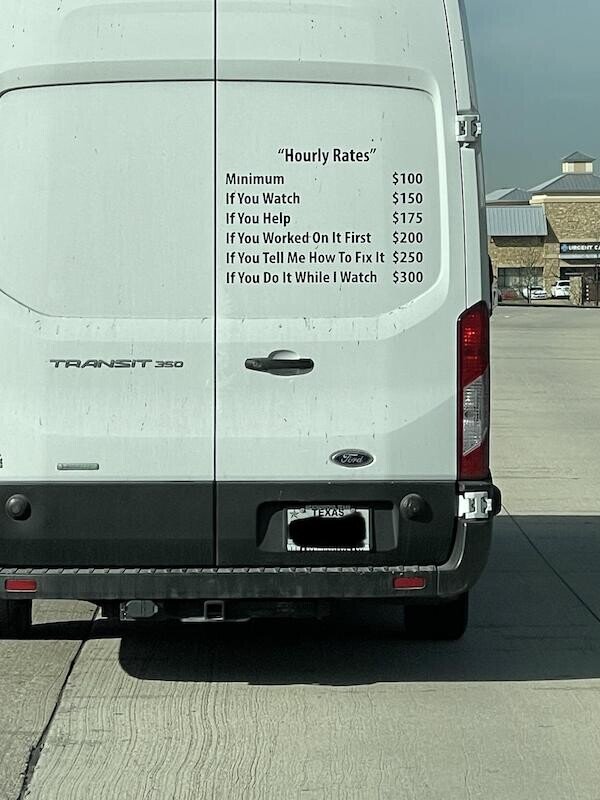 "Hourly Rates"
Minimum $100
If You Watch $150
If You Help $175
If You Worked On It First $200
If You Tell Me How To Fix It $250
If You Do It While I Watch $300
TRANSIT 350
Ford
TEXAS
URGENT CA